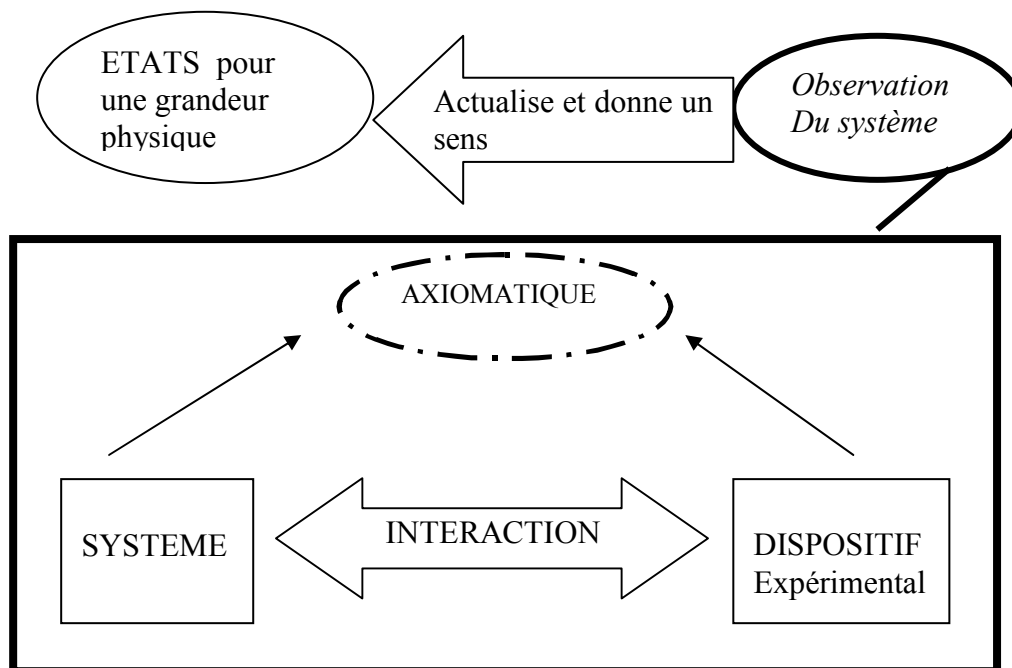 ETATS pour
une grandeur
physique
Actualise et donne un
sens
Observation
Du système
AXIOMATIQUE
SYSTEME
INTERACTION
DISPOSITIF
Expérimental